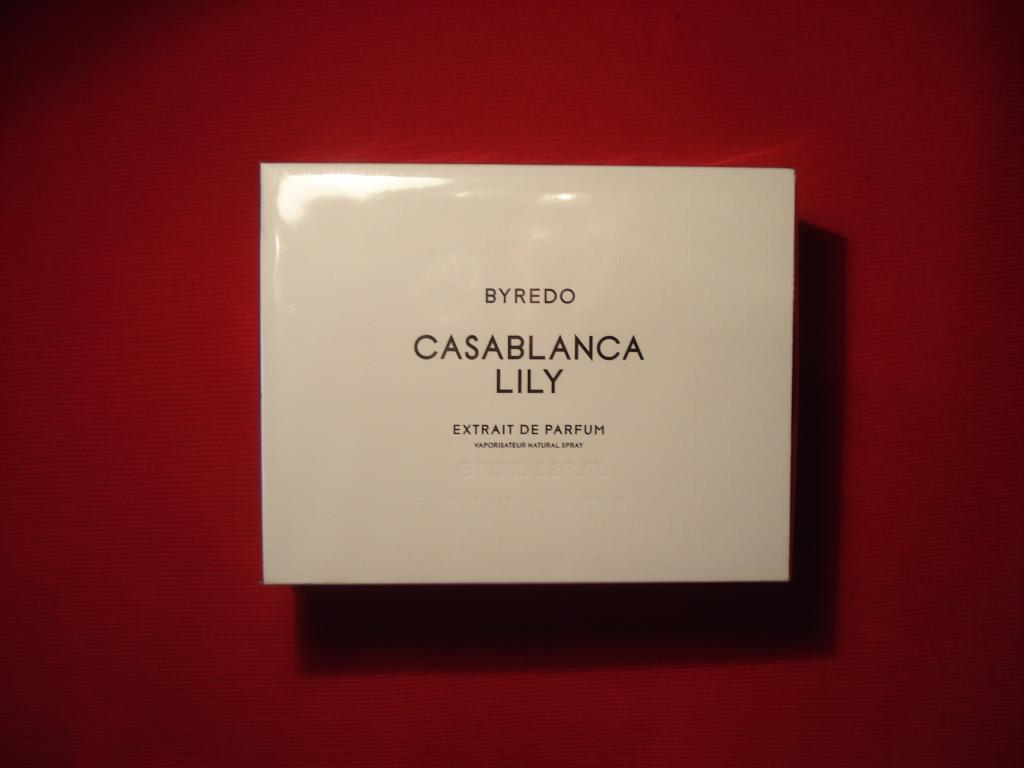 BYREDO
CASABLANCA
LILY
EXTRAIT DE PARFUM
VAPORISATEUR NATURAL SPRAY